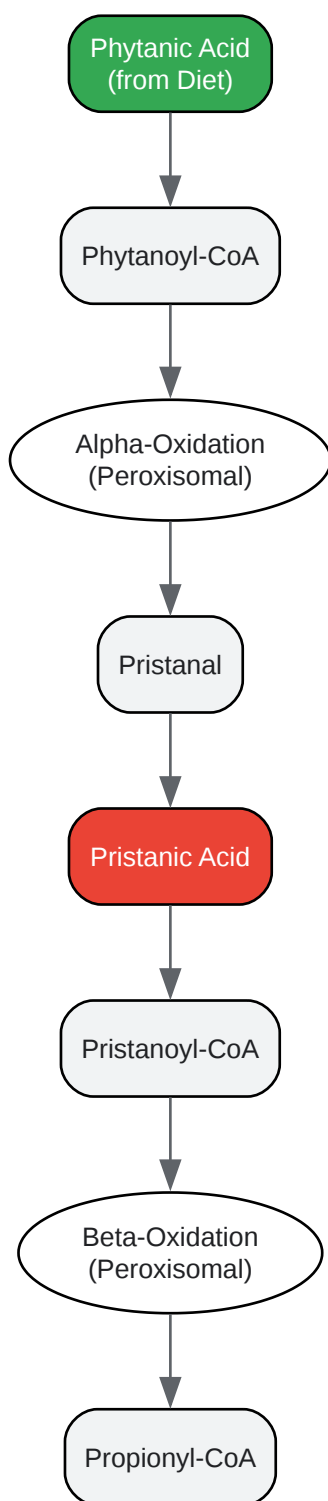 Phytanic Acid
(from Diet)
Phytanoyl-CoA
Alpha-Oxidation
(Peroxisomal)
Pristanal
Pristanic Acid
Pristanoyl-CoA
Beta-Oxidation
(Peroxisomal)
Propionyl-CoA